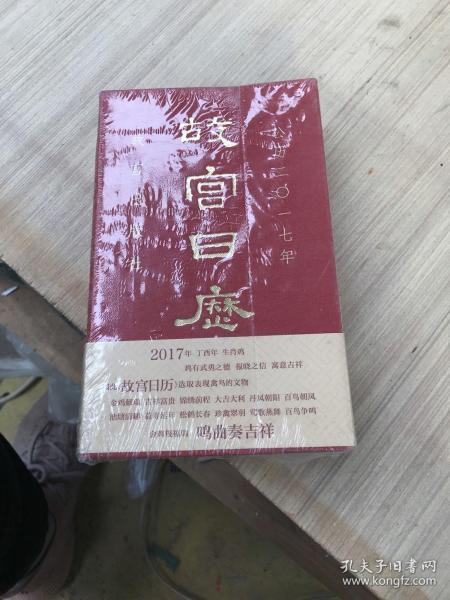 公历二〇一七年
故宫日歷
2017年 丁酉年 生肖鸡
鸡有武勇之德 报晓之信 寓意吉祥
故宫日历》选取表现禽鸟的文物
金鸡献瑞 吉祥富贵 锦绣前程 大吉大利 丹凤朝阳 百鸟朝凤
松鹤长春 珍禽翠羽 莺歌燕舞 百鸟争鸣
鸣曲奏吉祥
孔夫子旧书网
www.kongfz.com